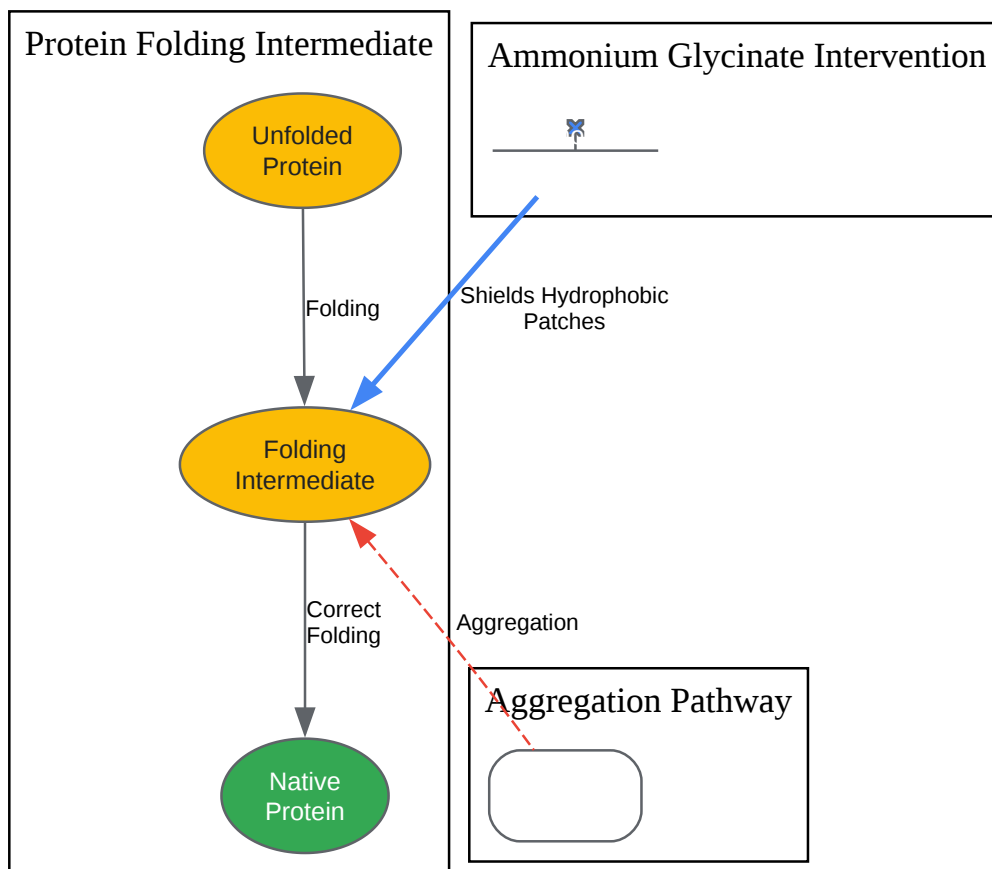 Protein Folding Intermediate
Ammonium Glycinate Intervention
Unfolded
Protein
Folding
Shields Hydrophobic
Patches
Folding
Intermediate
Correct
Folding
Aggregation
Aggregation Pathway
Native
Protein